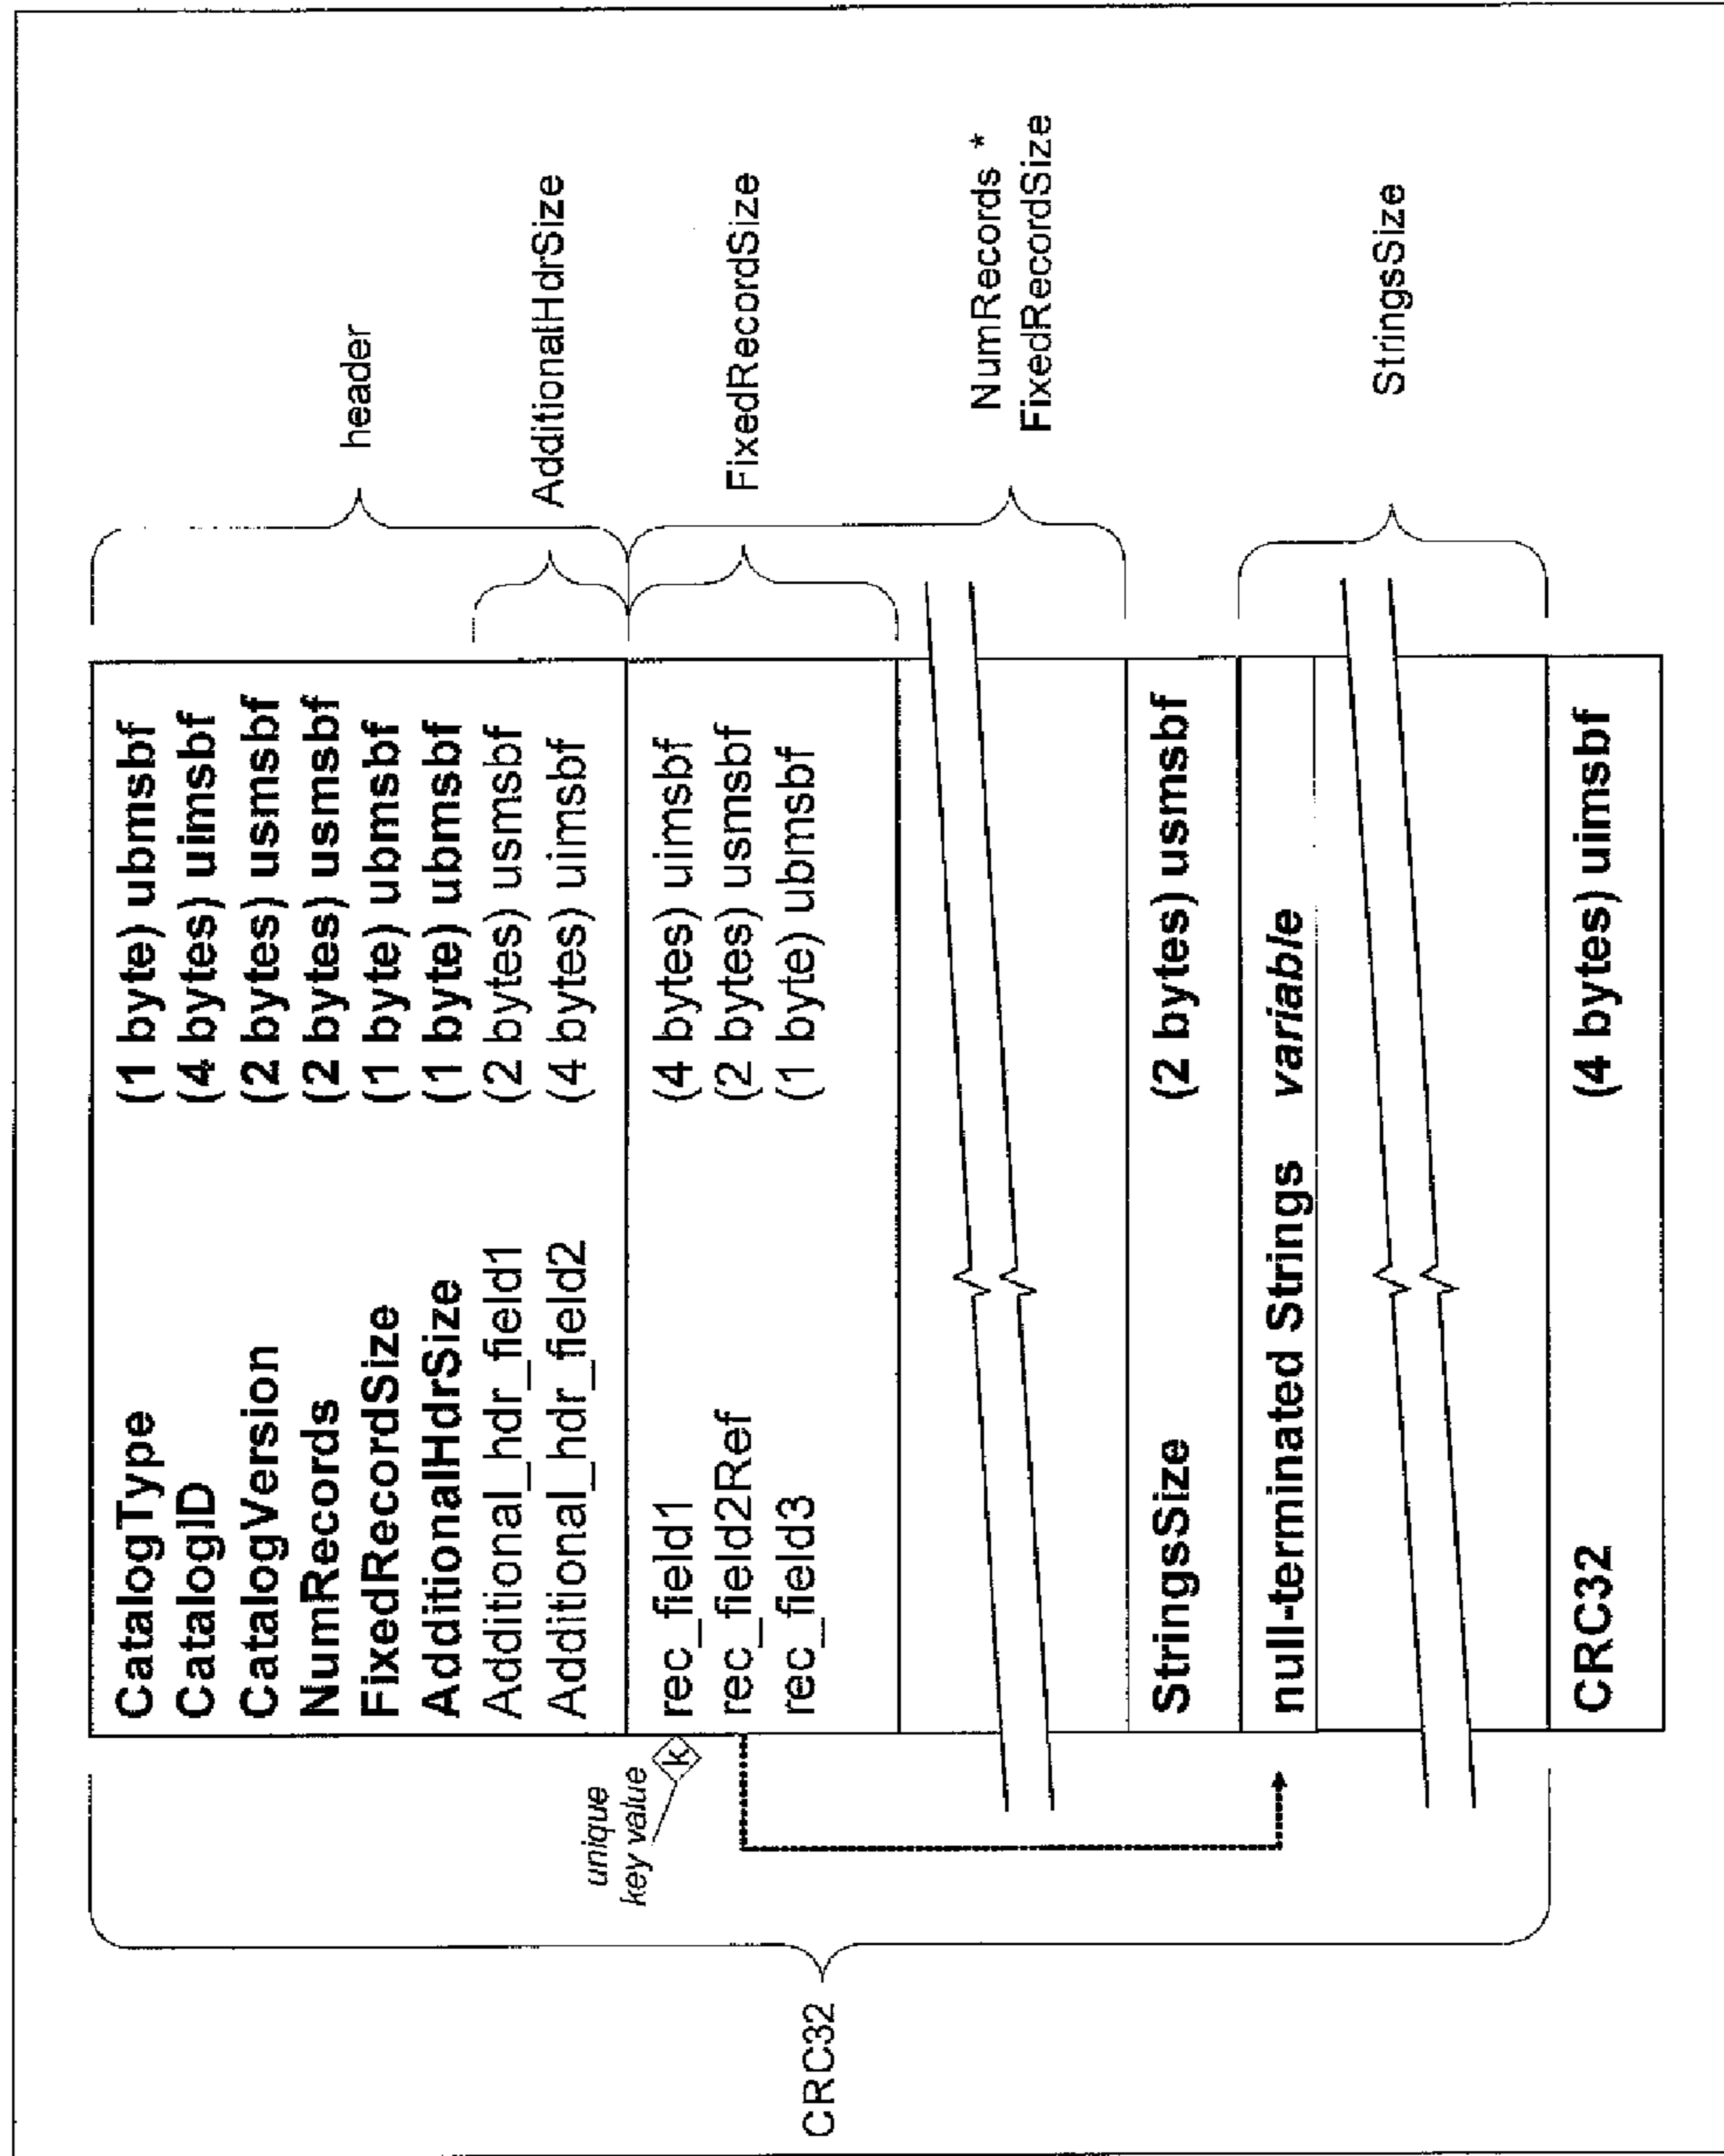 CatalogType (1 byte) ubmsbf
CatalogID (4 bytes) uimsbf
CatalogVersion (2 bytes) usmsbf
NumRecords (2 bytes) usmsbf
FixedRecordSize (1 byte) ubmsbf
AdditionalHdrSize (1 byte) ubmsbf
Additional_hdr_field1 (2 bytes) usmsbf
Additional_hdr_field2 (4 bytes) uimsbf
header
AdditionalHdrSize
unique
key value
k
rec_field1 (4 bytes) uimsbf
rec_field2Ref (2 bytes) usmsbf
rec_field3 (1 byte) ubmsbf
FixedRecordSize
NumRecords *
FixedRecordSize
StringsSize (2 bytes) usmsbf
null-terminated Strings variable
StringsSize
CRC32 (4 bytes) uimsbf
CRC32